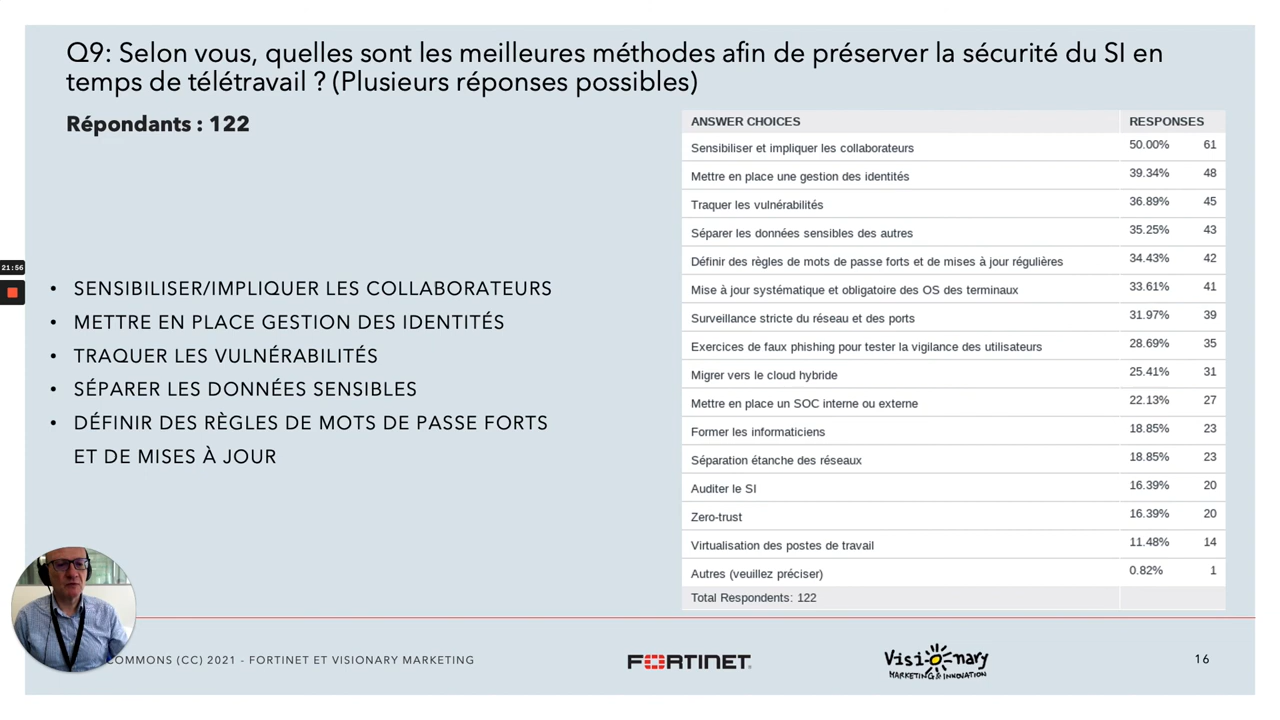 Q9: Selon vous, quelles sont les meilleures méthodes afin de préserver la sécurité du SI en
temps de télétravail ? (Plusieurs réponses possibles)
Répondants : 122
21:56
• SENSIBILISER/IMPLIQUER LES COLLABORATEURS
• METTRE EN PLACE GESTION DES IDENTITÉS
• TRAQUER LES VULNÉRABILITÉS
• SÉPARER LES DONNÉES SENSIBLES
• DÉFINIR DES RÈGLES DE MOTS DE PASSE FORTS
ET DE MISES À JOUR
ANSWER CHOICES RESPONSES
Sensibiliser et impliquer les collaborateurs 50.00% 61
Mettre en place une gestion des identités 39.34% 48
Traquer les vulnérabilités 36.89% 45
Séparer les données sensibles des autres 35.25% 43
Définir des règles de mots de passe forts et de mises à jour régulières 34.43% 42
Mise à jour systématique et obligatoire des OS des terminaux 33.61% 41
Surveillance stricte du réseau et des ports 31.97% 39
Exercices de faux phishing pour tester la vigilance des utilisateurs 28.69% 35
Migrer vers le cloud hybride 25.41% 31
Mettre en place un SOC interne ou externe 22.13% 27
Former les informaticiens 18.85% 23
Séparation étanche des réseaux 18.85% 23
Auditer le SI 16.39% 20
Zero-trust 16.39% 20
Virtualisation des postes de travail 11.48% 14
Autres (veuillez préciser) 0.82% 1
Total Respondents: 122
COMMONS (CC) 2021 - FORTINET ET VISIONARY MARKETING
FORTINET
Visionary
MARKETING & INNOVATION
16